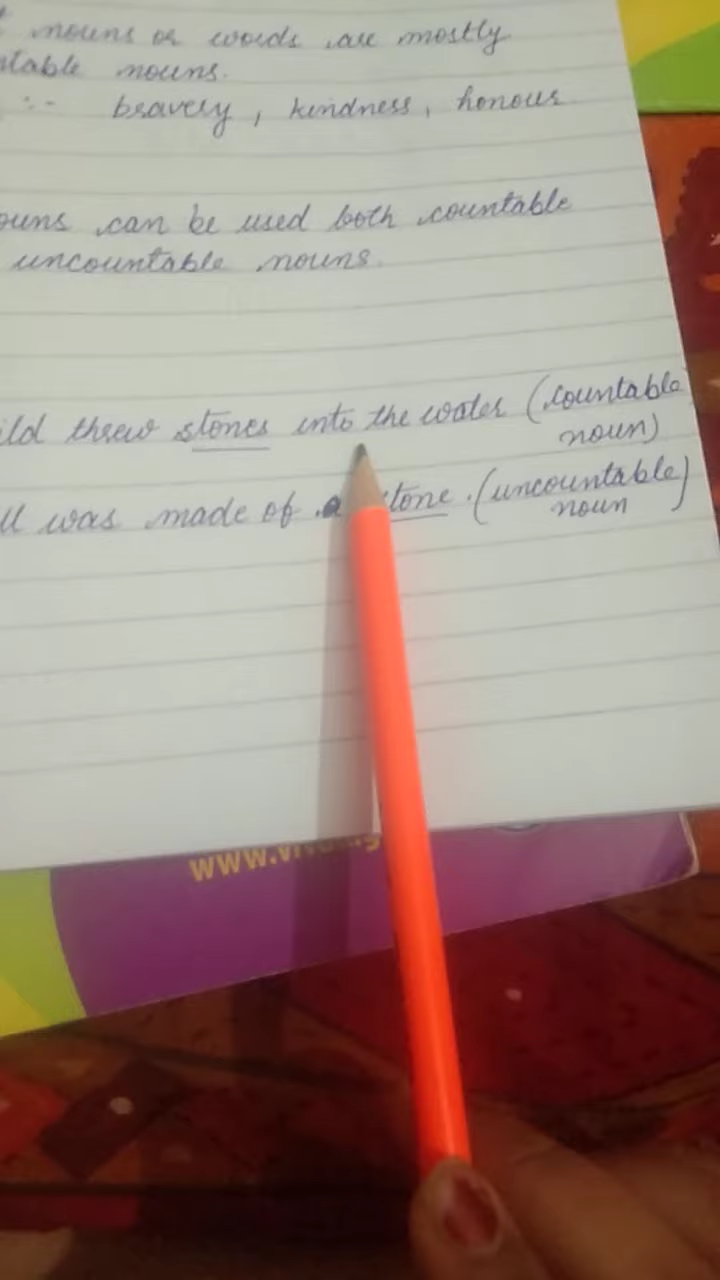 nouns or words are mostly
ntable nouns.
:- bravery, kindness, honour
ouns can be used both countable
uncountable nouns.
ild threw stones into the water (countable
noun)
ll was made of stone. (uncountable)
noun
www.